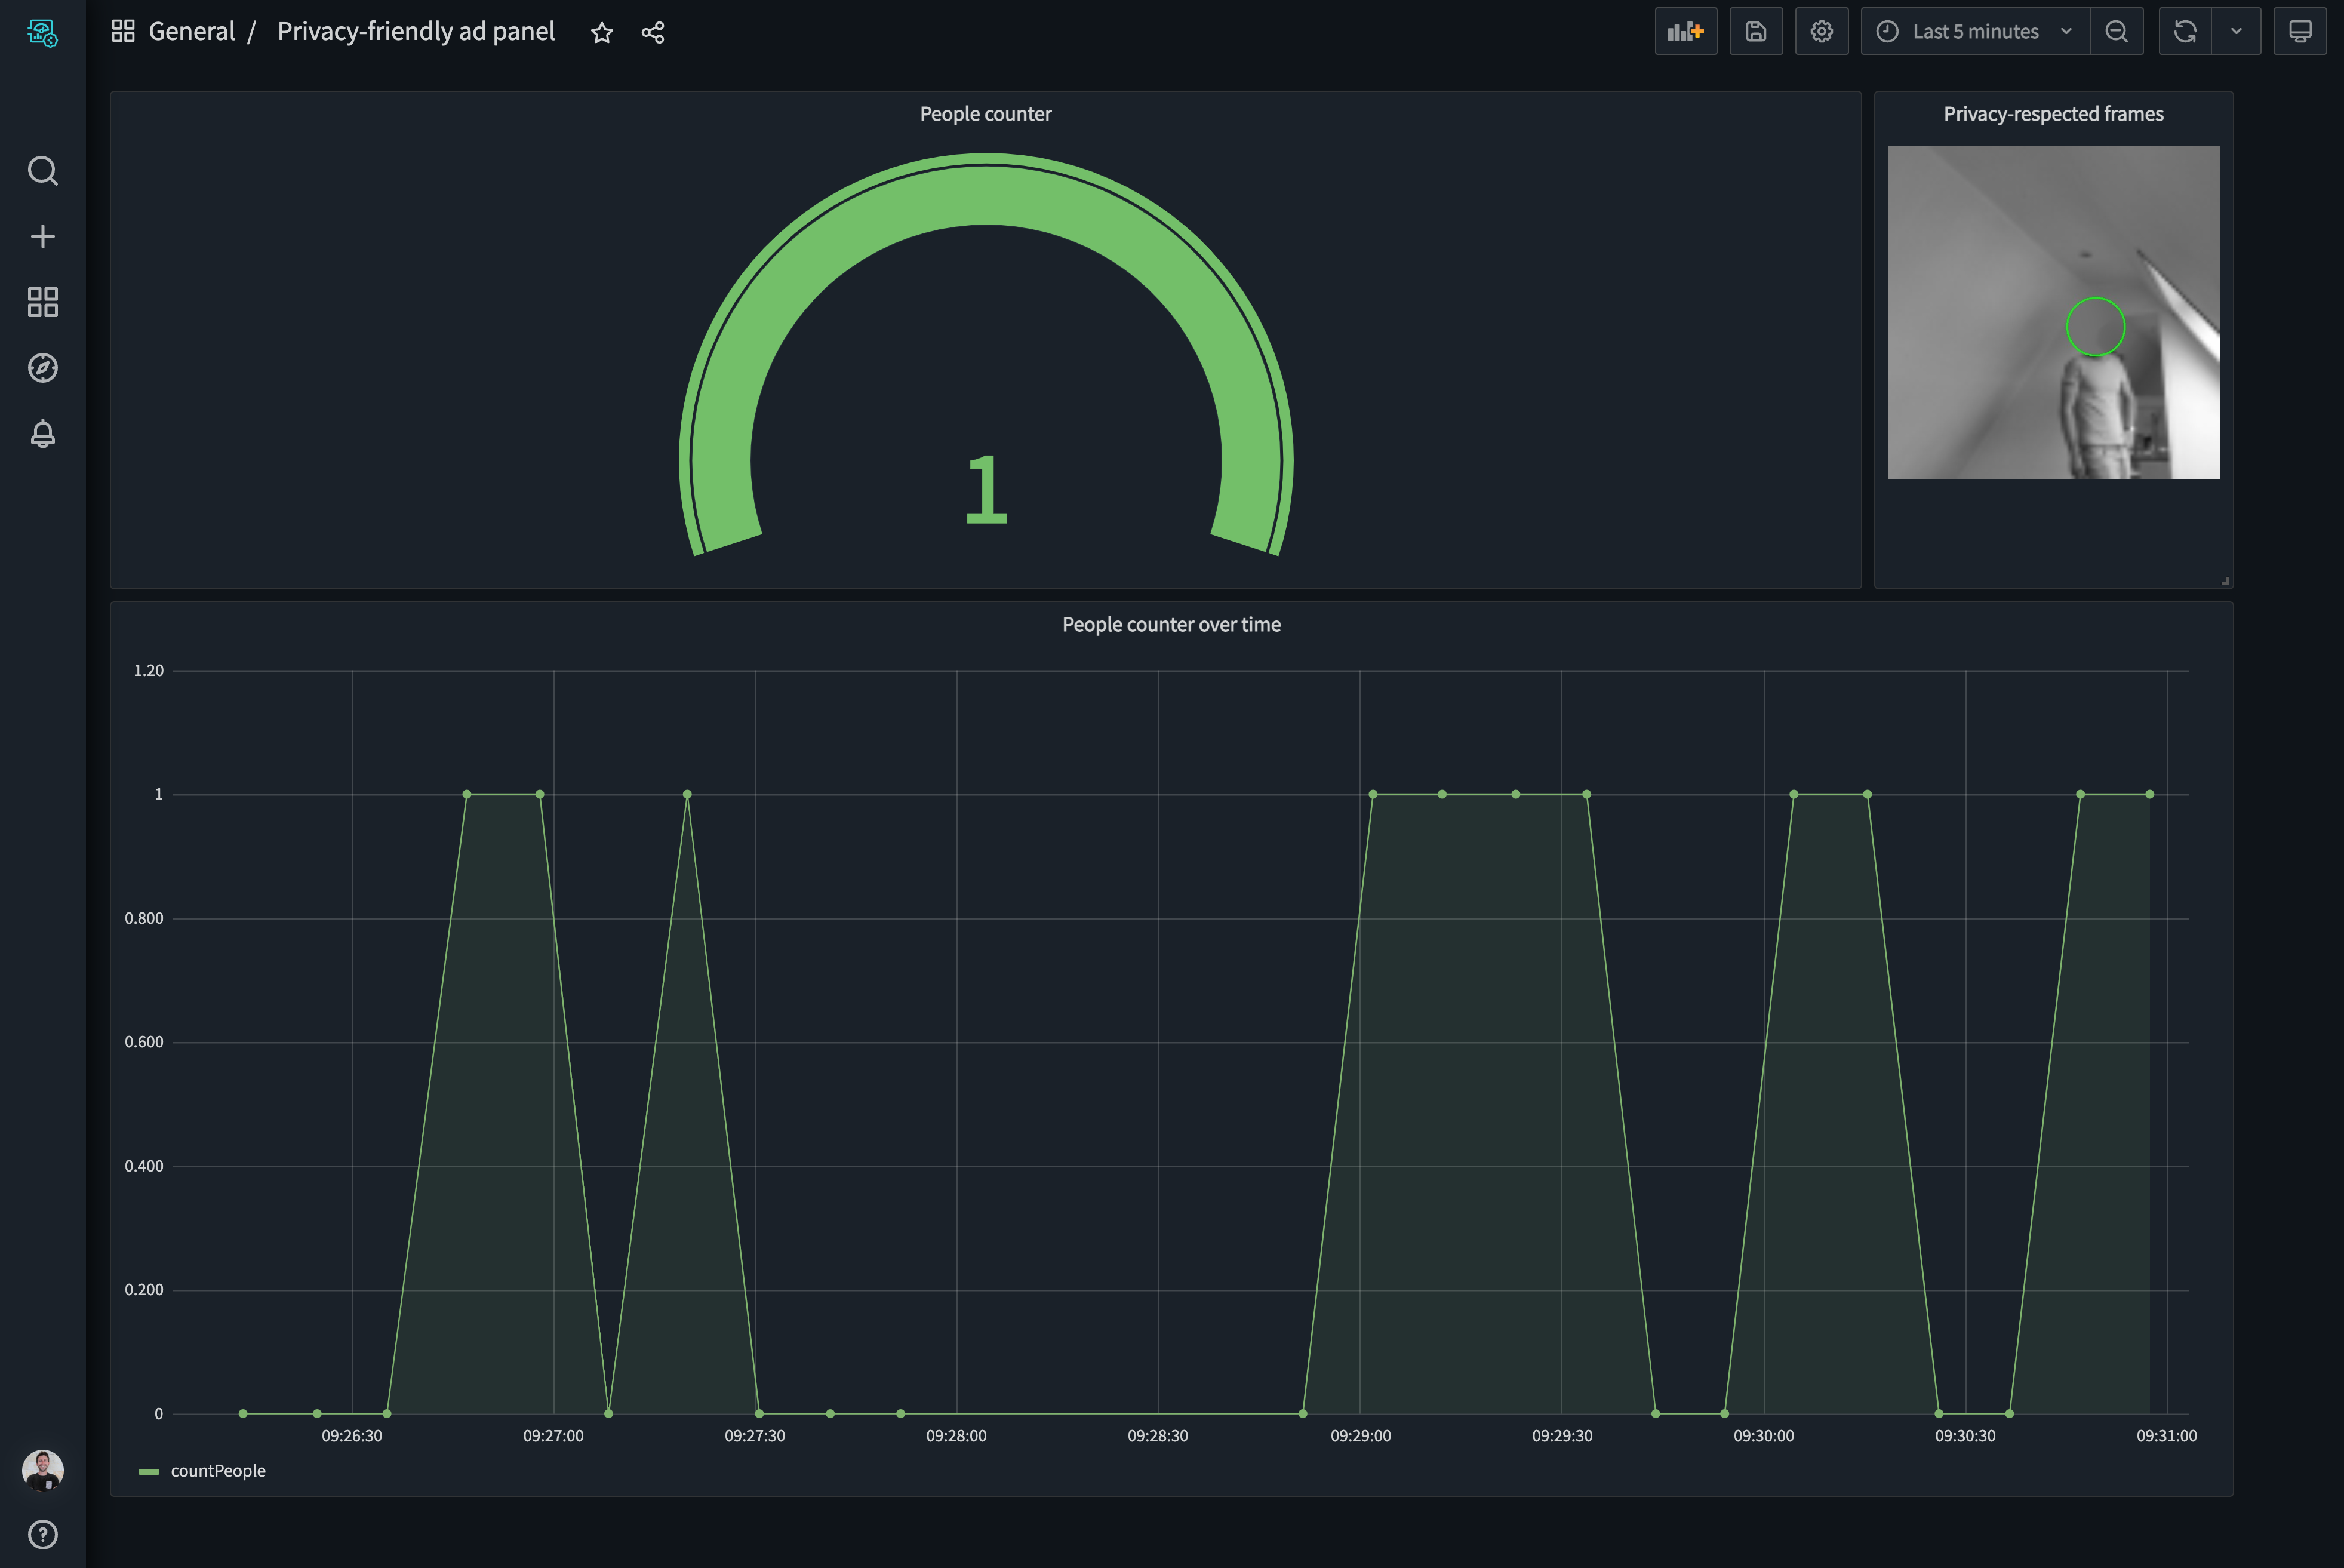 General / Privacy-friendly ad panel
Last 5 minutes
People counter
1
Privacy-respected frames
People counter over time
1.20
1
0.800
0.600
0.400
0.200
0
09:26:30 09:27:00 09:27:30 09:28:00 09:28:30 09:29:00 09:29:30 09:30:00 09:30:30 09:31:00
countPeople